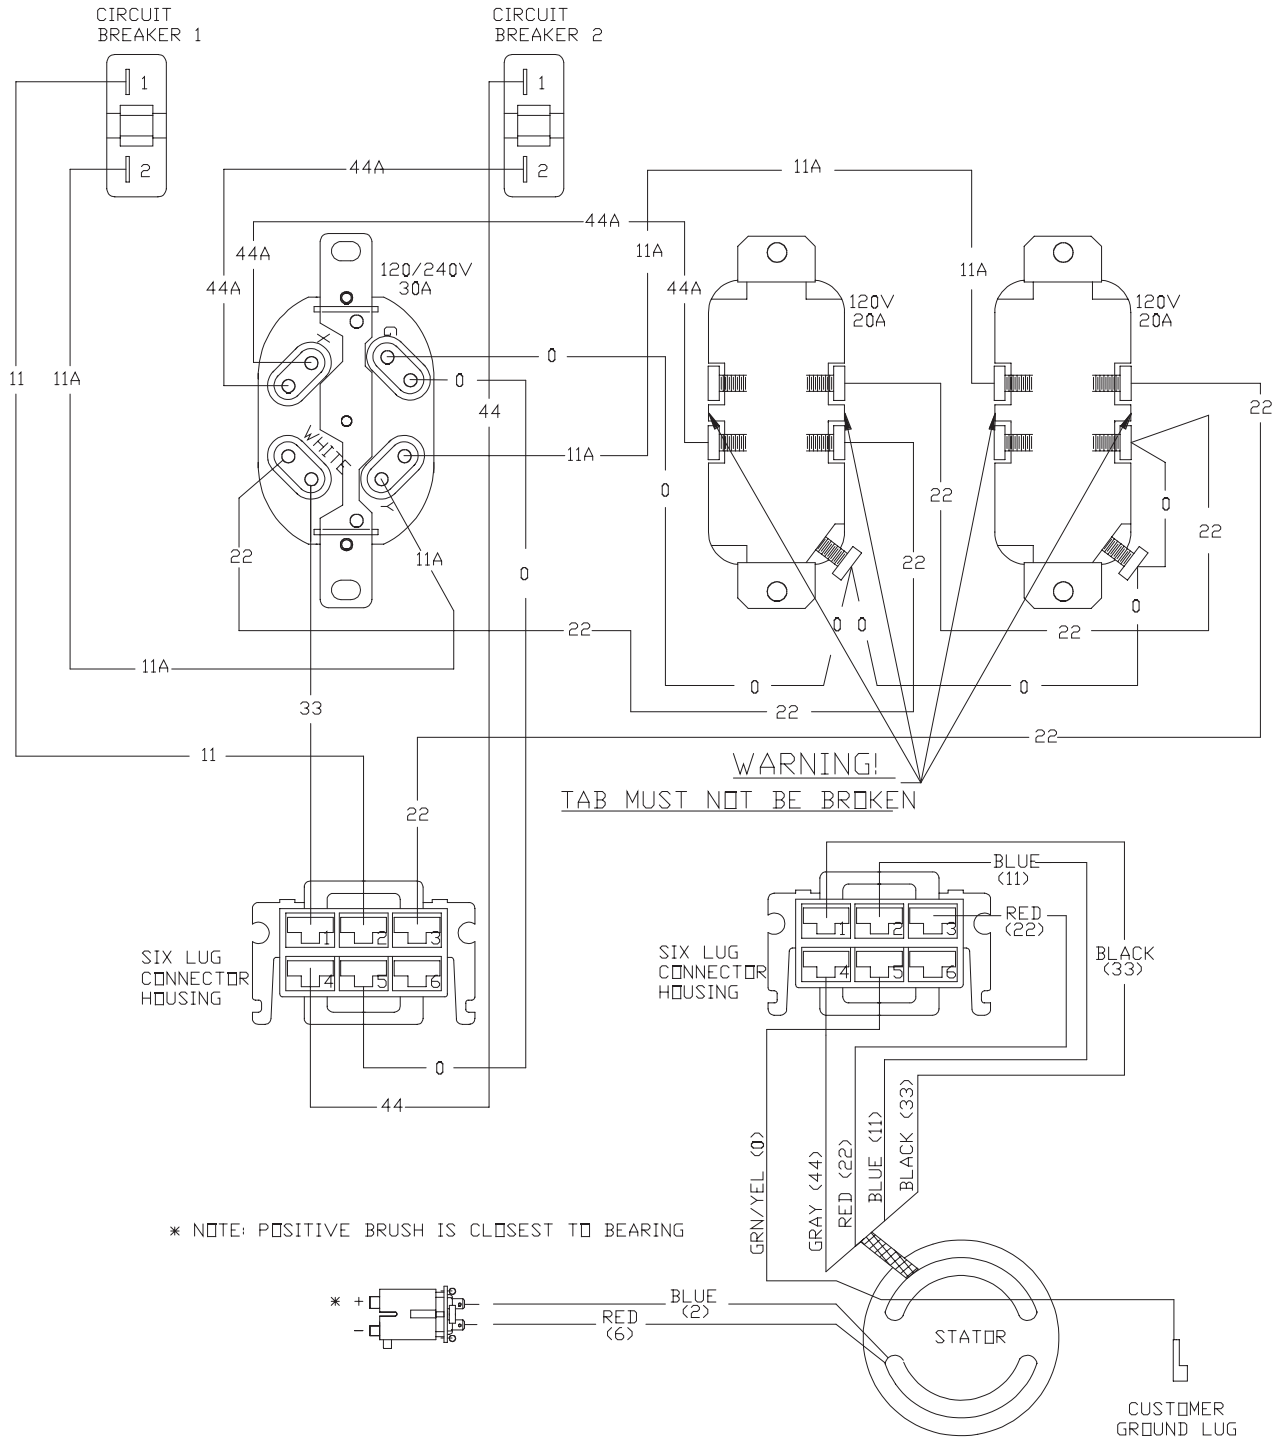 CIRCUIT
BREAKER 1
CIRCUIT
BREAKER 2
1
1
2
2
44A
11A
44A
44A
11A
120/240V
30A
44A
44A
11A
120V
20A
120V
20A
X
G
0
11
11A
0
44
22
WHITE
11A
0
22
0
Y
22
11A
22
0
0
0
0
22
22
11A
0
0
33
22
22
11
WARNING!
TAB MUST NOT BE BROKEN
22
BLUE
(11)
RED
(22)
1
2
3
4
5
6
SIX LUG
CONNECTOR
HOUSING
1
2
3
4
5
6
SIX LUG
CONNECTOR
HOUSING
BLACK
(33)
0
44
GRN/YEL (0)
GRAY (44)
RED (22)
BLUE (11)
BLACK (33)
* NOTE: POSITIVE BRUSH IS CLOSEST TO BEARING
* +
-
BLUE
(2)
RED
(6)
STATOR
CUSTOMER
GROUND LUG